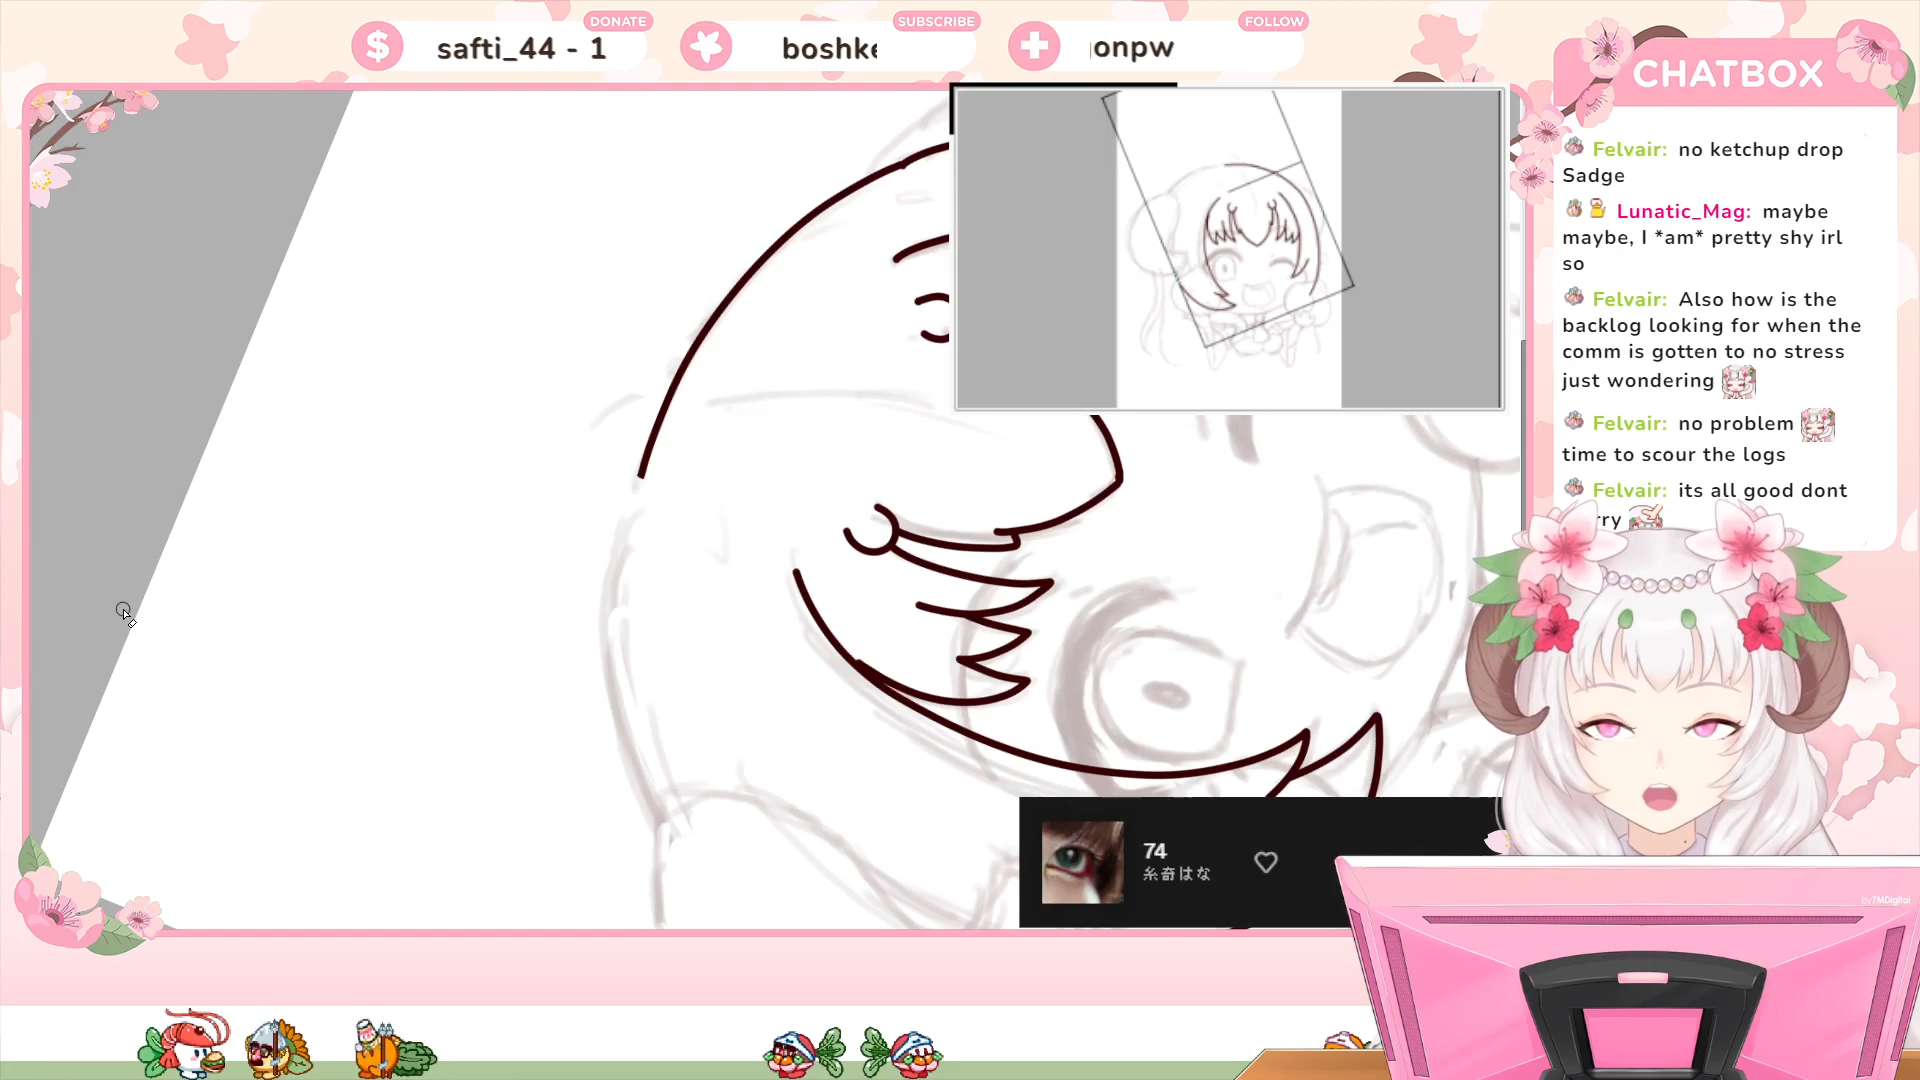 DONATE
safti_44 - 1
SUBSCRIBE
boshke
FOLLOW
onpw
CHATBOX
Felvair: no ketchup drop
Sadge
Lunatic_Mag: maybe
maybe, I *am* pretty shy irl
so
Felvair: Also how is the
backlog looking for when the
comm is gotten to no stress
just wondering
Felvair: no problem
time to scour the logs
Felvair: its all good dont
rry
74
糸奇はな
by7MDigital